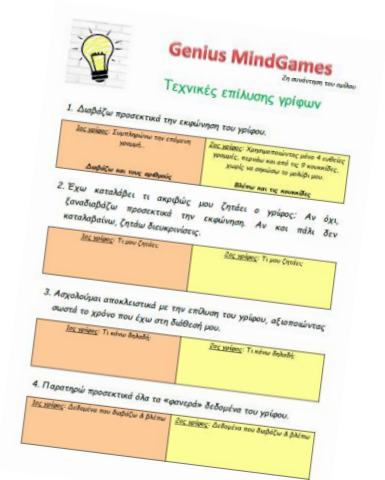 Genius MindGames
2η συνάντηση του ομίλου
Τεχνικές επίλυσης γρίφων
1. Διαβάζω προσεκτικά την εκφώνηση του γρίφου.
1ος γρίφος: Συμπληρώνω την επόμενη
γραμμή..
Διαβάζω και τους αριθμούς
2ος γρίφος: Χρησιμοποιώντας μόνο 4 ευθείες
γραμμές, περνάω και από τις 9 κουκκίδες,
χωρίς να σηκώσω το μολύβι μου.
Βλέπω και τις κουκκίδες
2. Έχω καταλάβει τι ακριβώς μου ζητάει ο γρίφος; Αν όχι,
ξαναδιαβάζω προσεκτικά την εκφώνηση. Αν και πάλι δεν
καταλαβαίνω, ζητάω διευκρινίσεις.
1ος γρίφος: Τι μου ζητάει;
2ος γρίφος: Τι μου ζητάει;
3. Ασχολούμαι αποκλειστικά με την επίλυση του γρίφου, αξιοποιώντας
σωστά το χρόνο που έχω στη διάθεσή μου.
1ος γρίφος: Τι κάνω δηλαδή;
2ος γρίφος: Τι κάνω δηλαδή;
4. Παρατηρώ προσεκτικά όλα τα «φανερά» δεδομένα του γρίφου.
1ος γρίφος: Δεδομένα που διαβάζω & βλέπω
2ος γρίφος: Δεδομένα που διαβάζω & βλέπω